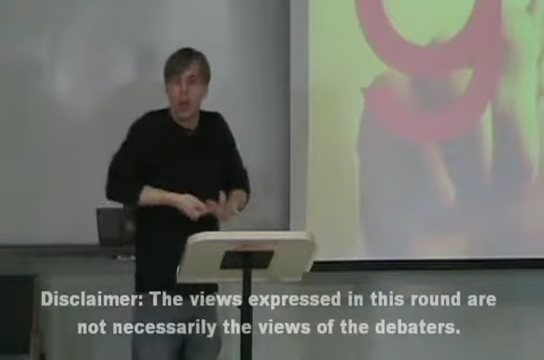 Disclaimer: The views expressed in this round are
not necessarily the views of the debaters.